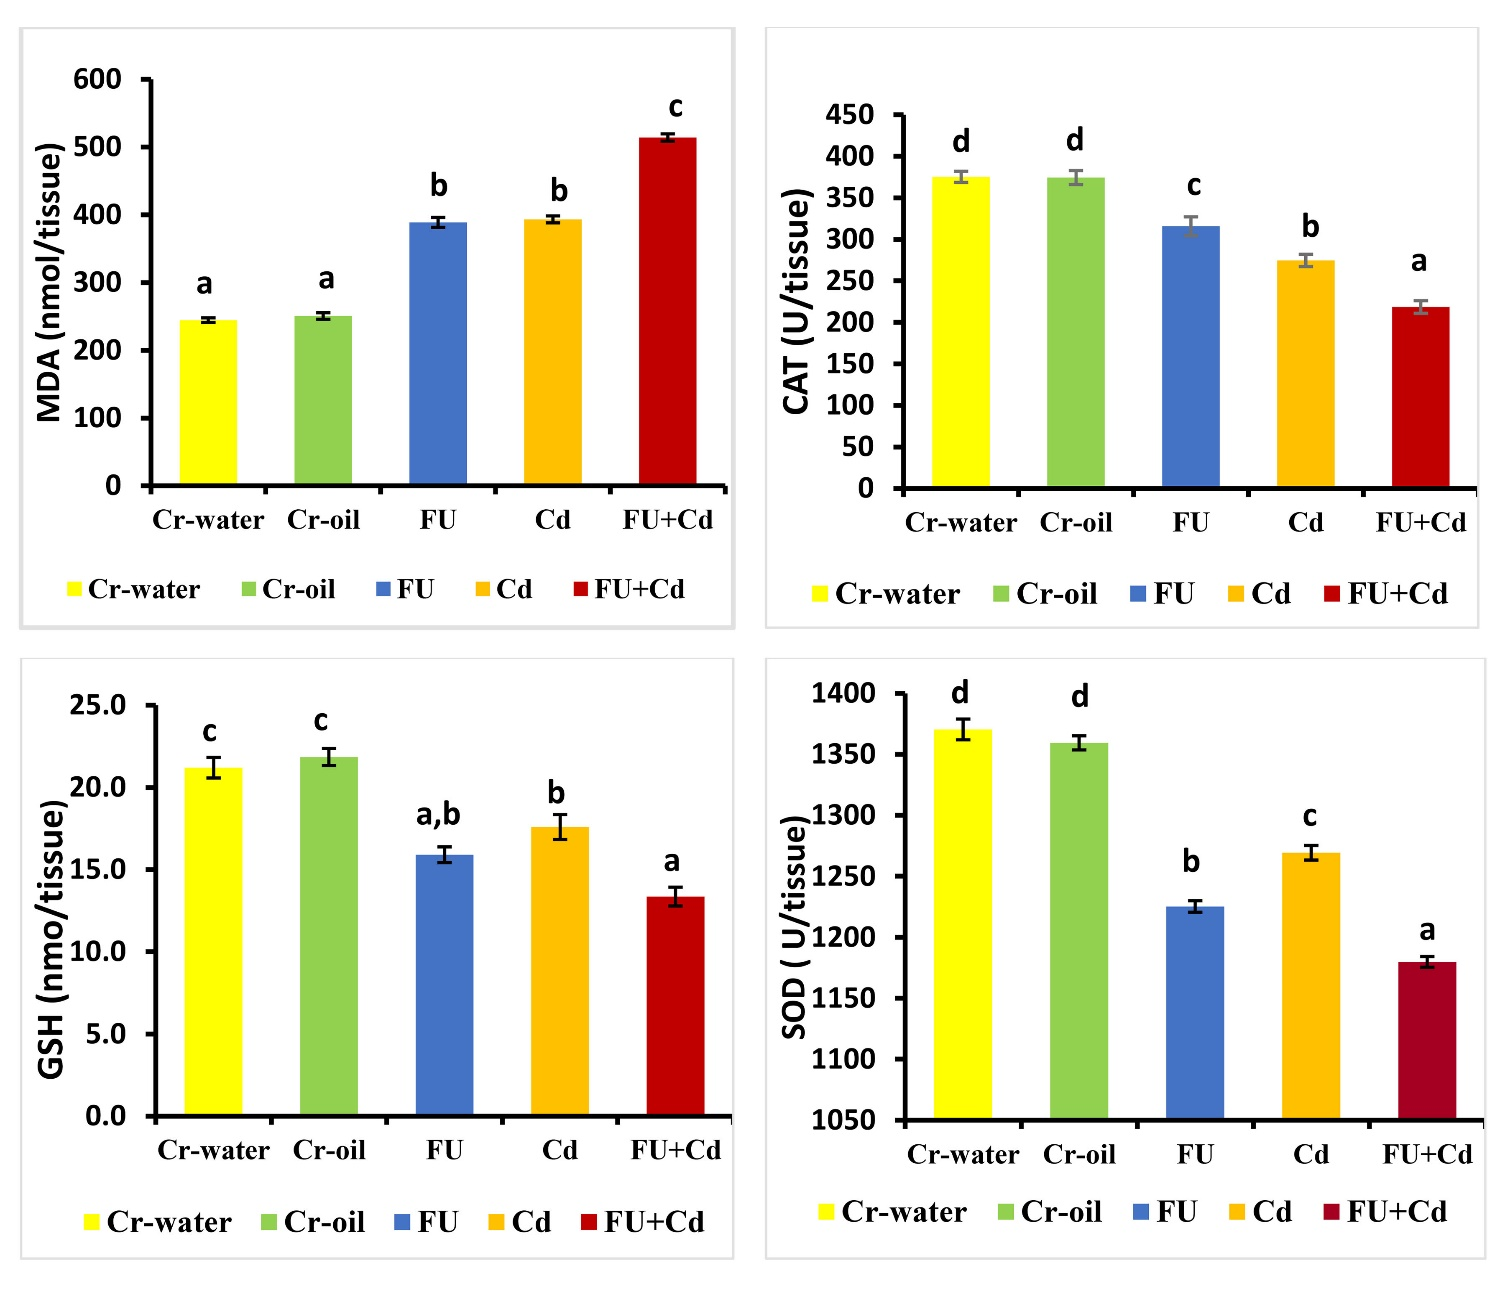 600
500
400
300
200
100
0
MDA (nmol/tissue)
a
a
b
b
c
Cr-water Cr-oil FU Cd FU+Cd
Cr-water Cr-oil FU Cd FU+Cd
450
400
350
300
250
200
150
100
50
0
CAT (U/tissue)
d
d
c
b
a
Cr-water Cr-oil FU Cd FU+Cd
Cr-water Cr-oil FU Cd FU+Cd
25.0
20.0
15.0
10.0
5.0
0.0
GSH (nmo/tissue)
c
c
a,b
b
a
Cr-water Cr-oil FU Cd FU+Cd
Cr-water Cr-oil FU Cd FU+Cd
1400
1350
1300
1250
1200
1150
1100
1050
SOD ( U/tissue)
d
d
b
c
a
Cr-water Cr-oil FU Cd FU+Cd
Cr-water Cr-oil FU Cd FU+Cd